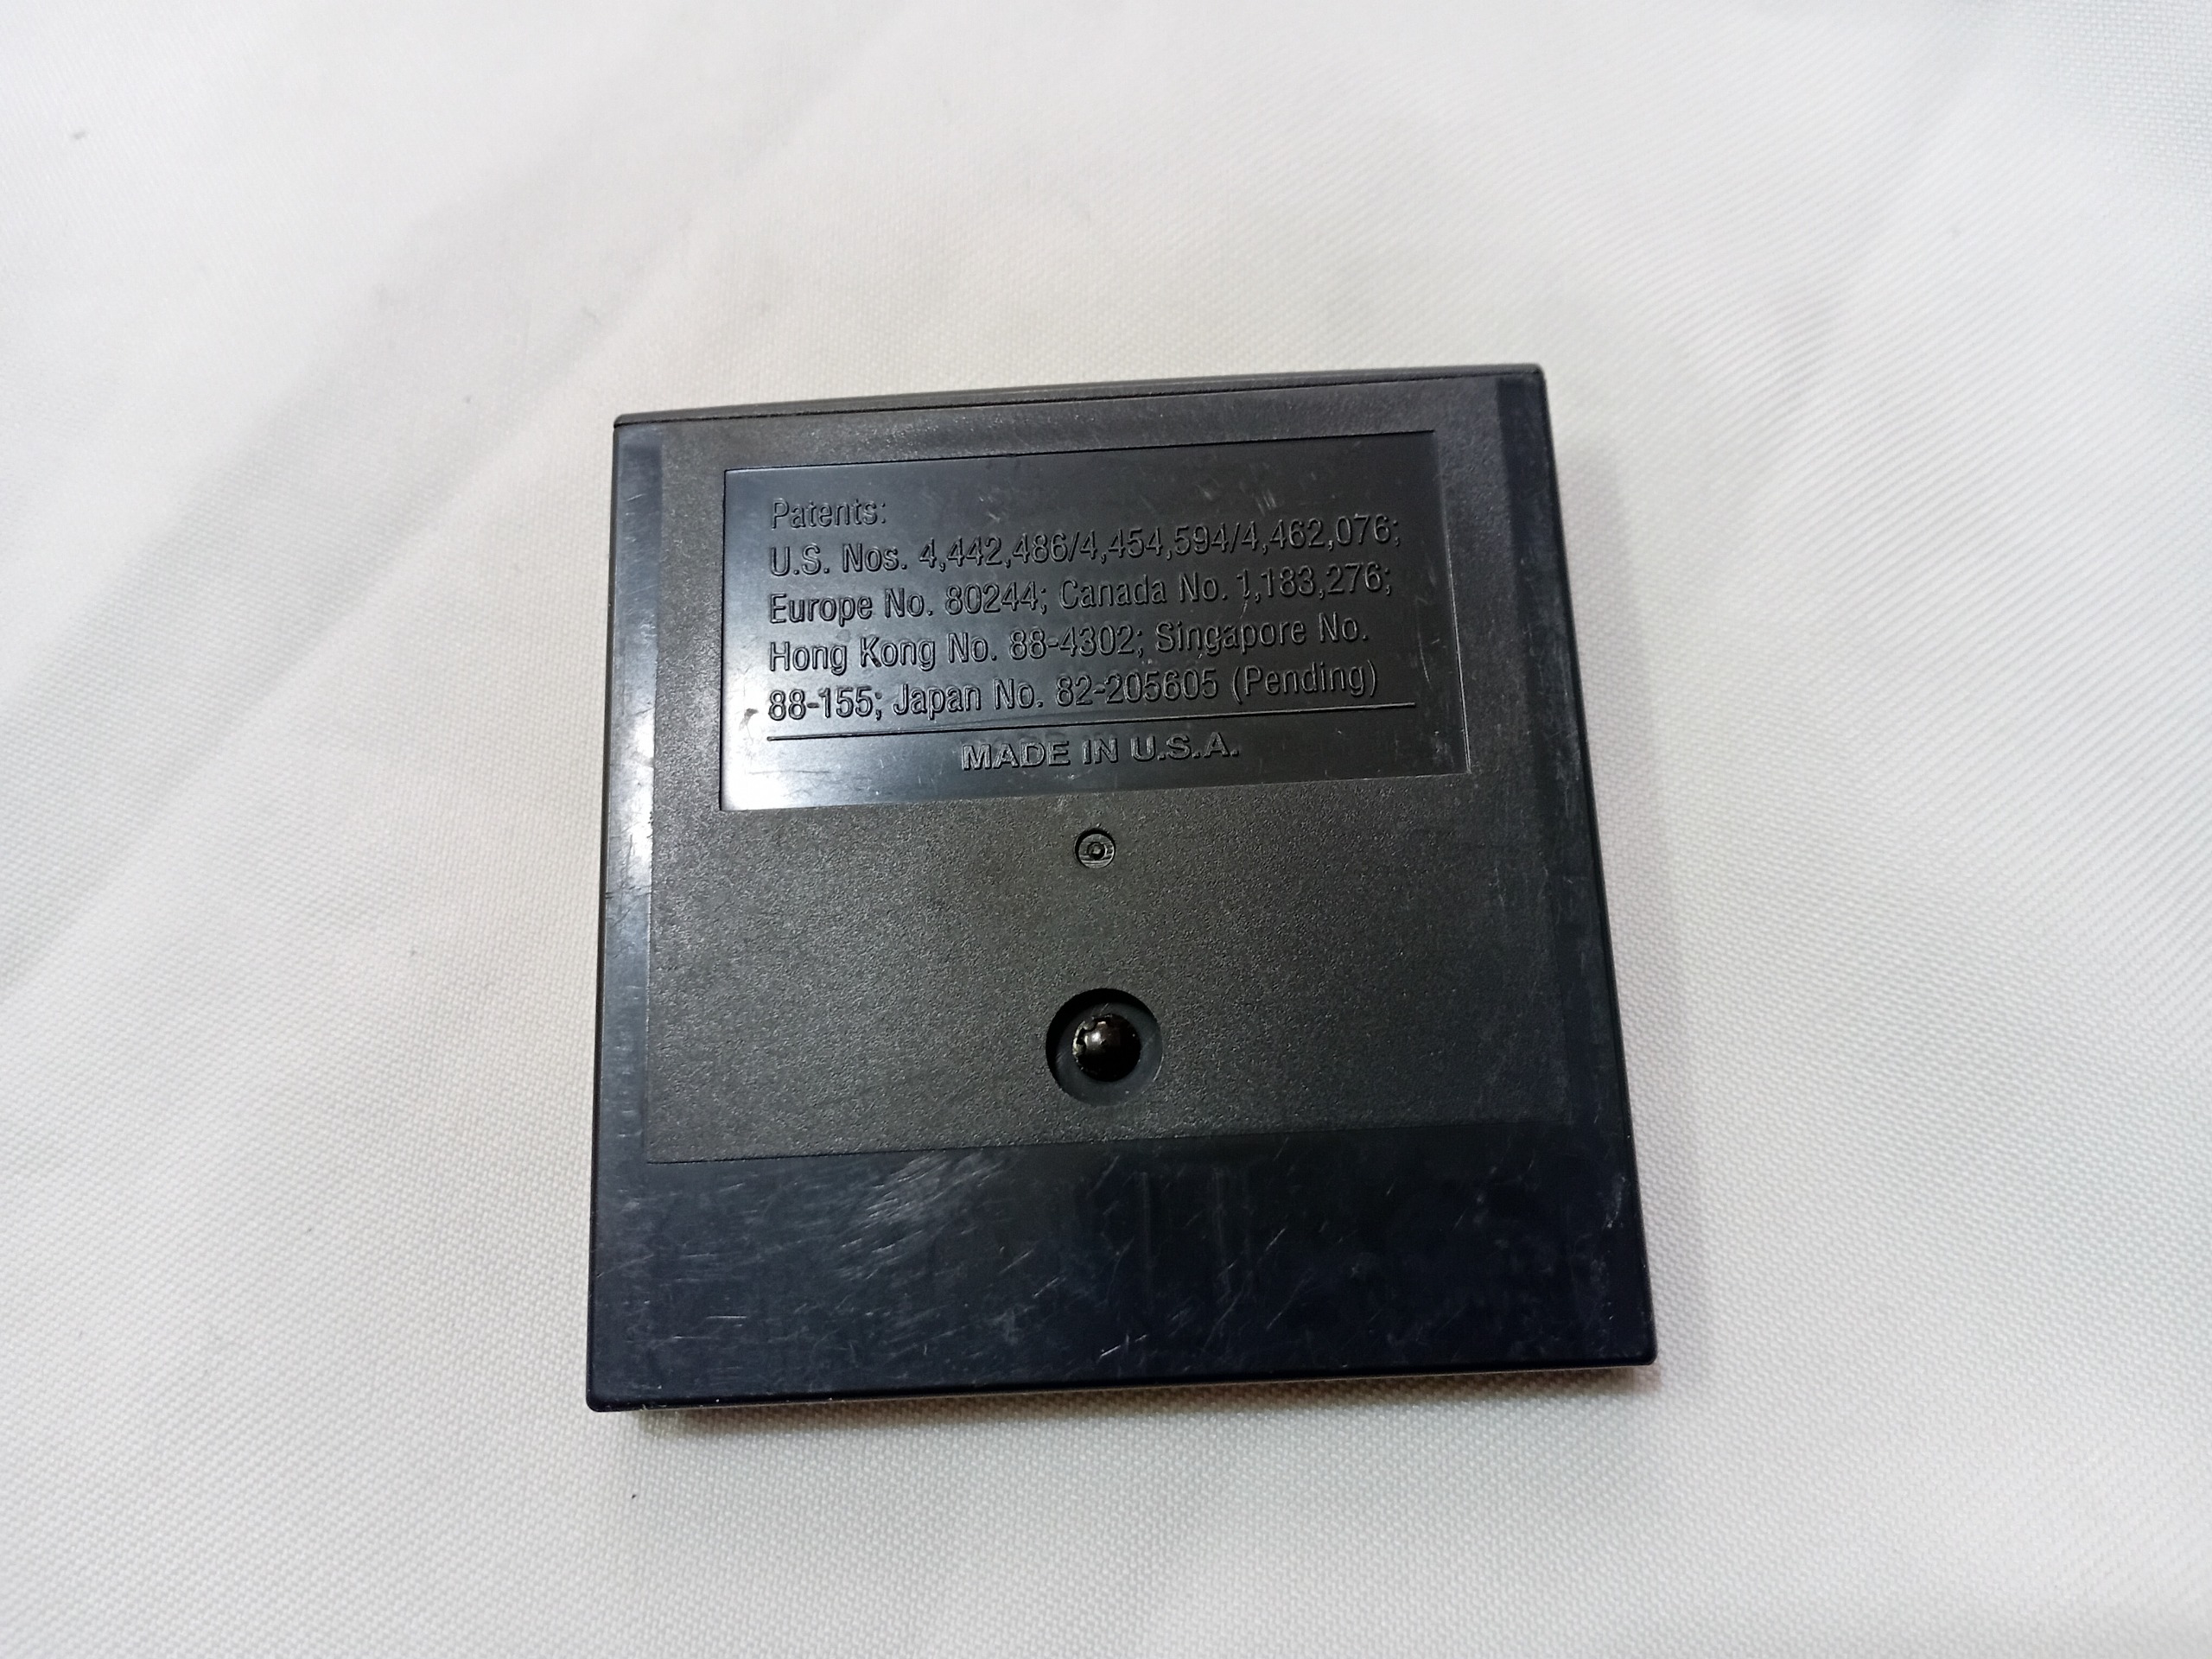 Patents:
U.S. Nos. 4,442,486/4,454,594/4,462,076;
Europe No. 80244; Canada No. 1,183,276;
Hong Kong No. 88-4302; Singapore No.
88-155; Japan No. 82-205605 (Pending)
MADE IN U.S.A.